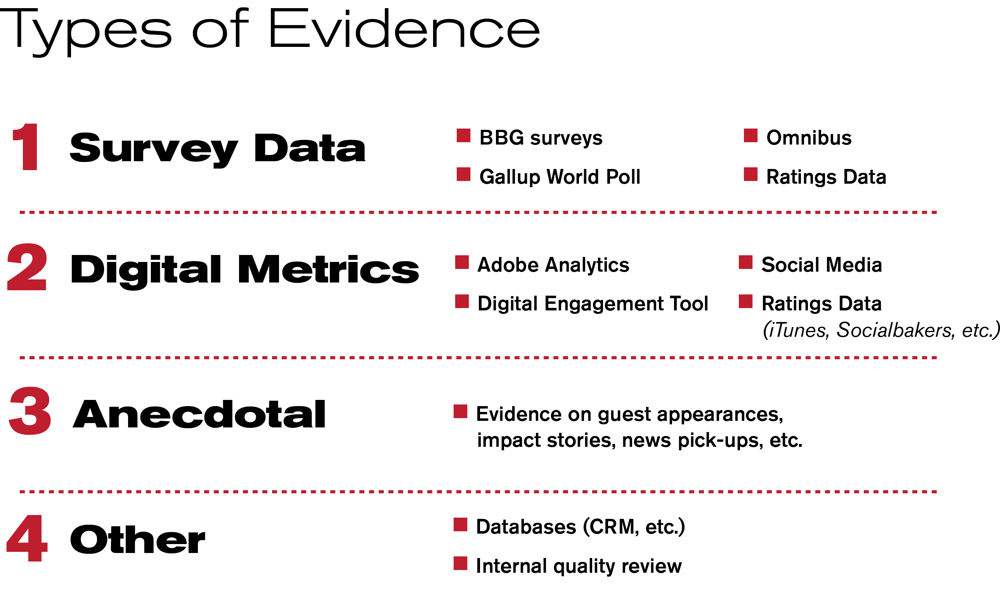 Types of Evidence
1 Survey Data
BBG surveys
Omnibus
Gallup World Poll
Ratings Data
2 Digital Metrics
Adobe Analytics
Social Media
Digital Engagement Tool
Ratings Data
(iTunes, Socialbakers, etc.)
3 Anecdotal
Evidence on guest appearances,
impact stories, news pick-ups, etc.
4 Other
Databases (CRM, etc.)
Internal quality review